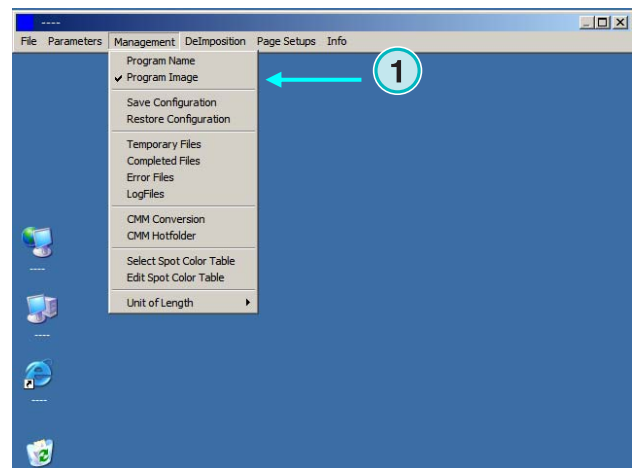 ----
File Parameters Management DeImposition Page Setups Info
Program Name
Program Image
1
Save Configuration
Restore Configuration
Temporary Files
Completed Files
Error Files
LogFiles
CMM Conversion
CMM Hotfolder
Select Spot Color Table
Edit Spot Color Table
Unit of Length
----
----
----